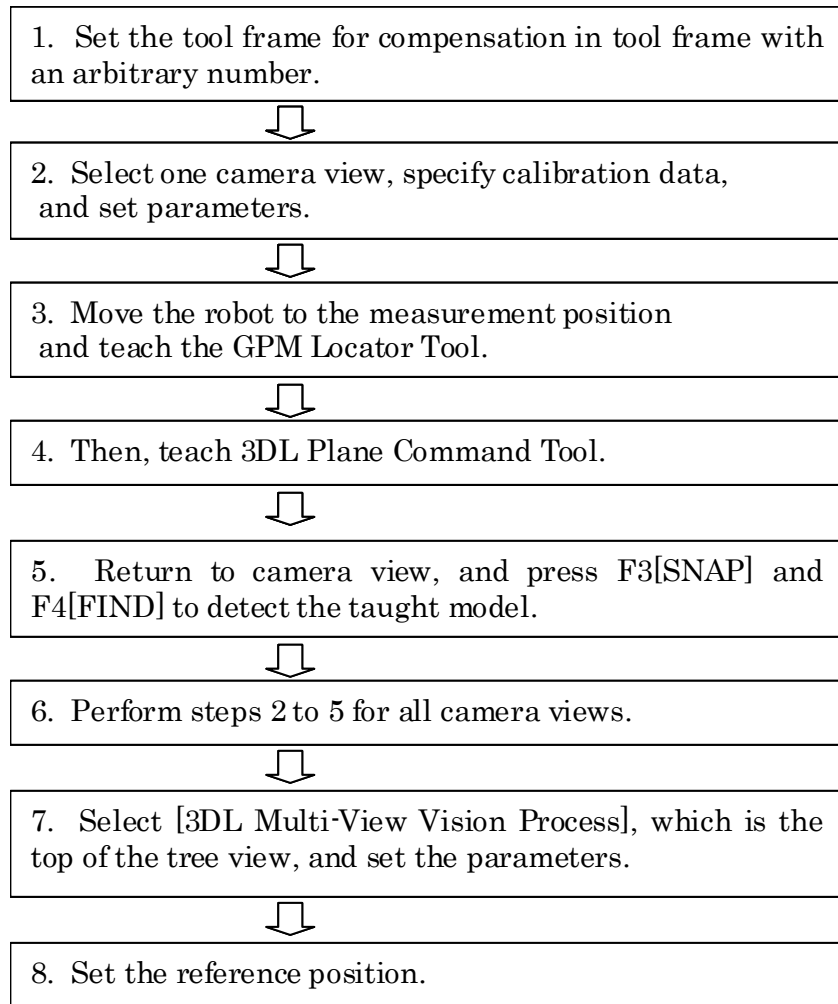 1. Set the tool frame for compensation in tool frame with
an arbitrary number.
2. Select one camera view, specify calibration data,
and set parameters.
3. Move the robot to the measurement position
and teach the GPM Locator Tool.
4. Then, teach 3DL Plane Command Tool.
5. Return to camera view, and press F3[SNAP] and
F4[FIND] to detect the taught model.
6. Perform steps 2 to 5 for all camera views.
7. Select [3DL Multi-View Vision Process], which is the
top of the tree view, and set the parameters.
8. Set the reference position.